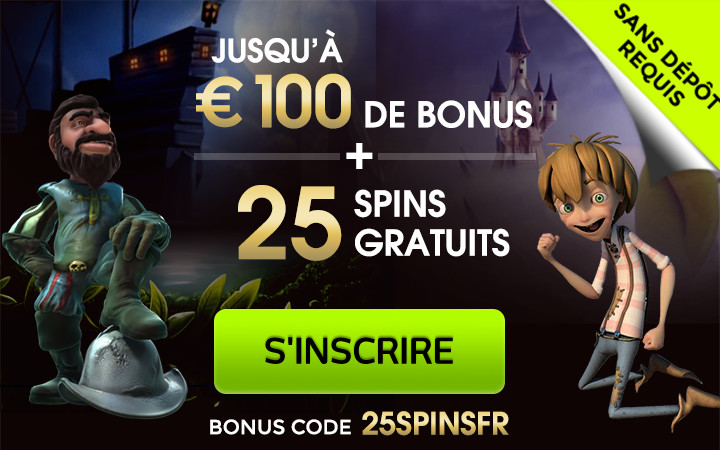 JUSQU'À
€100 DE BONUS
+
25 SPINS
GRATUITS
SANS DÉPÔT
REQUIS
S'INSCRIRE
BONUS CODE 25SPINSFR